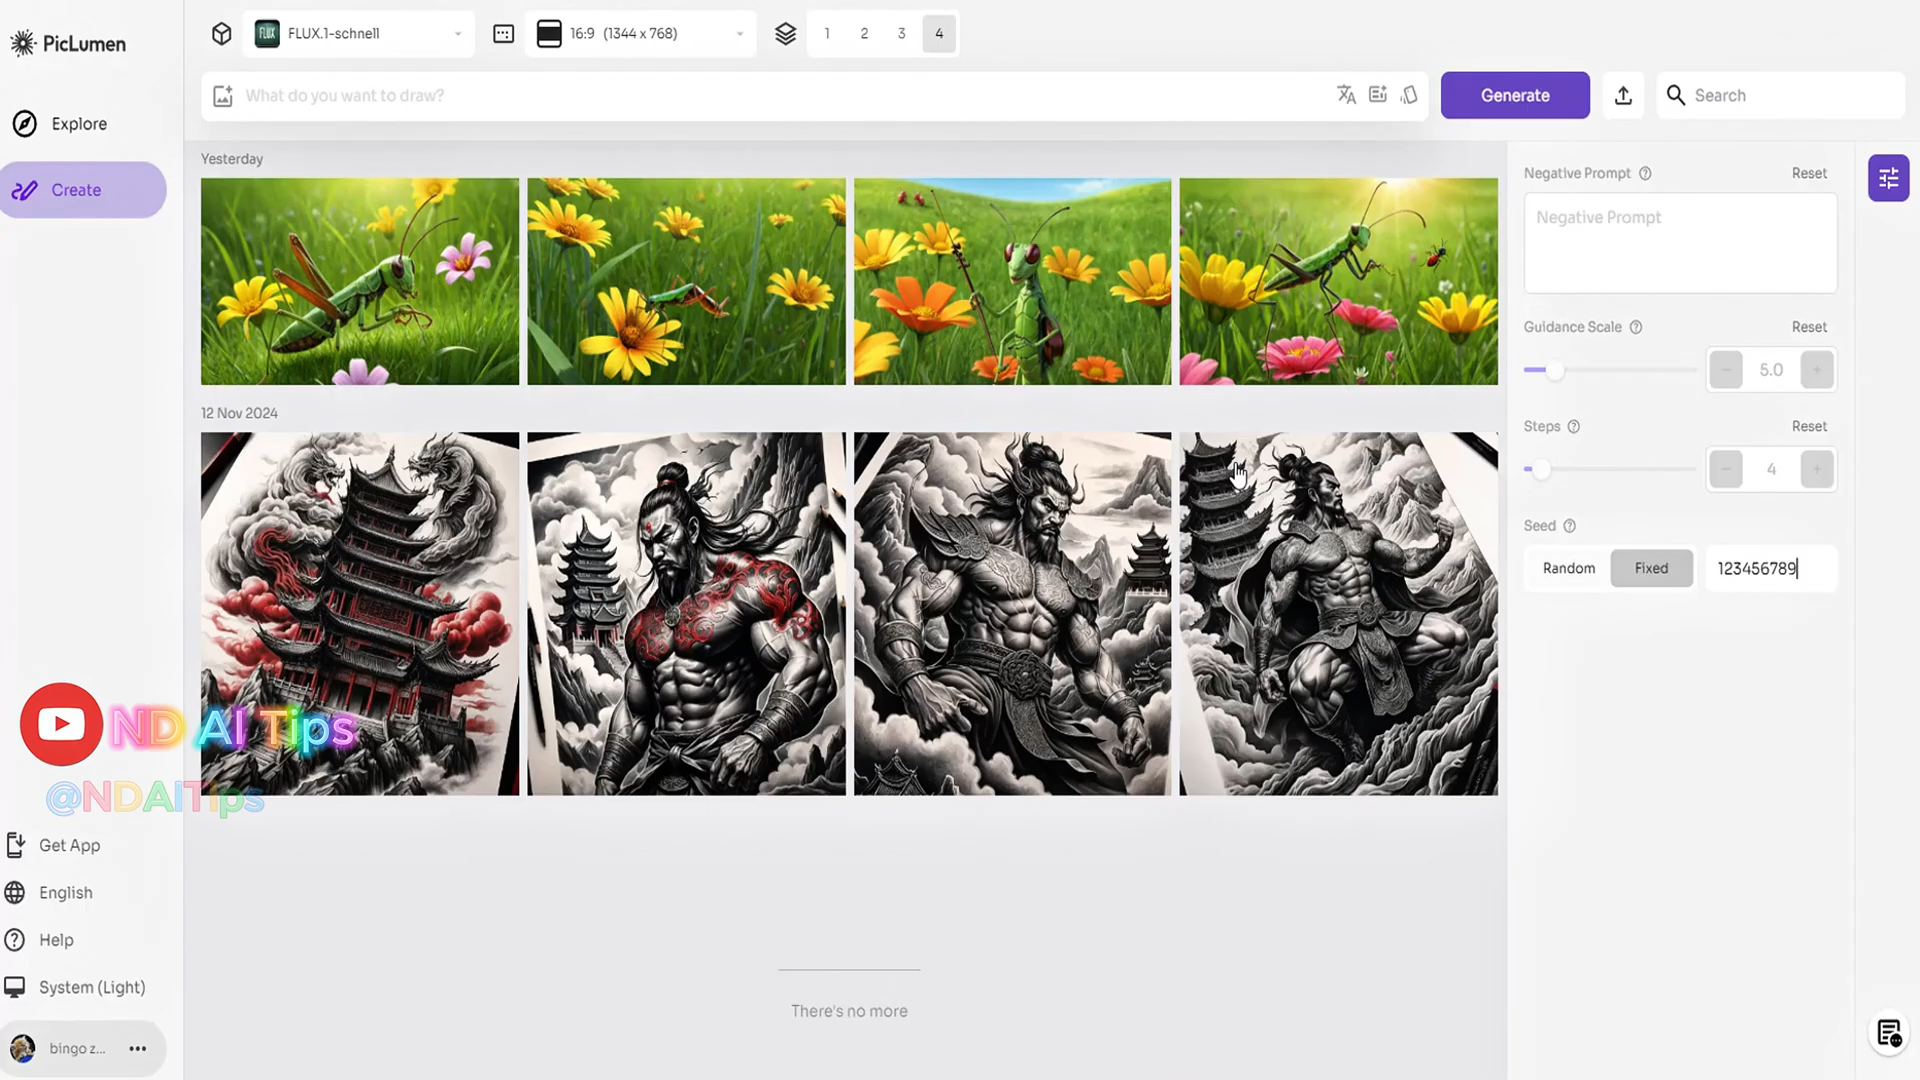 PicLumen
FLUX
FLUX.1-schnell
16:9 (1344 x 768)
1 2 3 4
What do you want to draw?
Generate
Search
Explore
Create
Yesterday
12 Nov 2024
Negative Prompt
Reset
Negative Prompt
Guidance Scale
Reset
5.0
Steps
Reset
4
Seed
Random
Fixed
123456789
ND AI Tips
@NDAITips
Get App
English
Help
System (Light)
bingo z...
There's no more